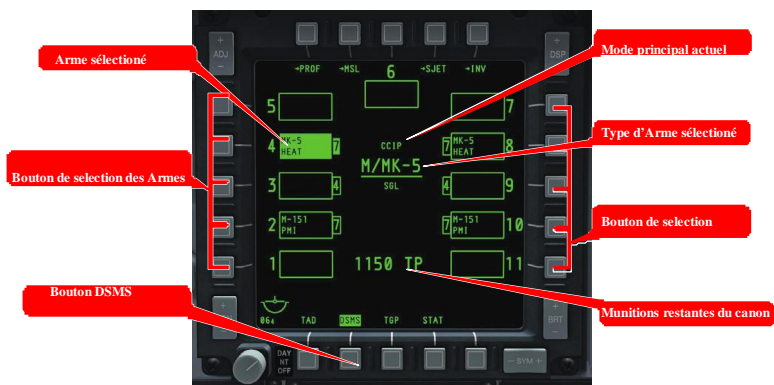 ADJ
DSP
→PROF →MSL 6 →SJET →INV
Arme sélectioné
Mode principal actuel
5
7
4
MK-5
HEAT
7
CCIP
7
MK-5
HEAT
8
Type d'Arme sélectioné
M/MK-5
Bouton de selection des Armes
3
4
SGL
4
9
2
M-151
PMI
7
7
M-151
PMI
10
Bouton de selection
1
1150 TP
11
Bouton DSMS
Munitions restantes du canon
BRT
064 TAD DSMS TGP STAT
DAY
NT
OFF
- SYM +